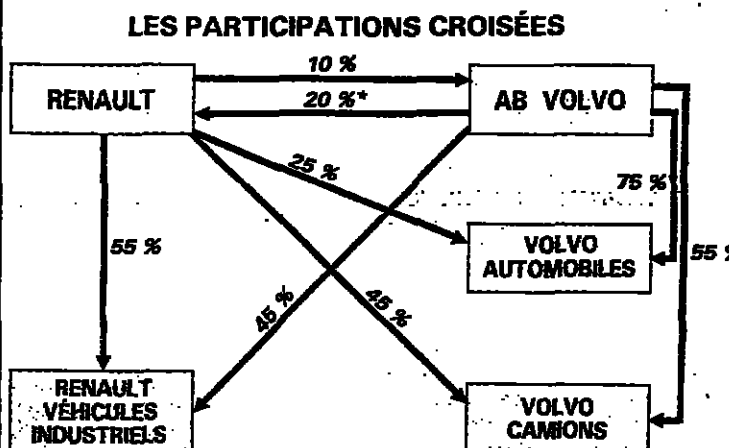 LES PARTICIPATIONS CROISÉES
10 %
RENAULT
AB VOLVO
20 %*
25 %
75 %
55 %
VOLVO
AUTOMOBILES
55 %
45 %
45 %
RENAULT
VÉHICULES
INDUSTRIELS
VOLVO
CAMIONS